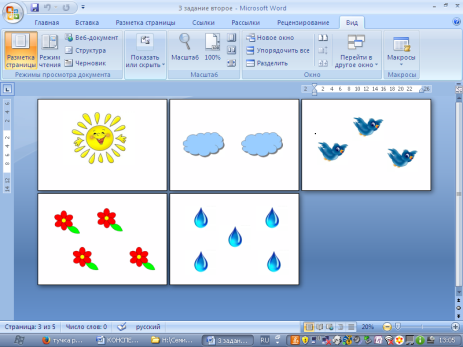 3 задание второе - Microsoft Word
Главная Вставка Разметка страницы Ссылки Рассылки Рецензирование Вид
Разметка страницы
Режим чтения
Веб-документ
Структура
Черновик
Режимы просмотра документа
Показать или скрыть
Масштаб
100%
Масштаб
Новое окно
Упорядочить все
Разделить
Перейти в другое окно
Окно
Макросы
Макросы
2 2 4 6 8 10 12 14 16 18 20 22 26
Страница: 3 из 5 Число слов: 0 русский 20%
тучка р... КОНСПЕ... H:\Семи... 3 задан... RU 13:05